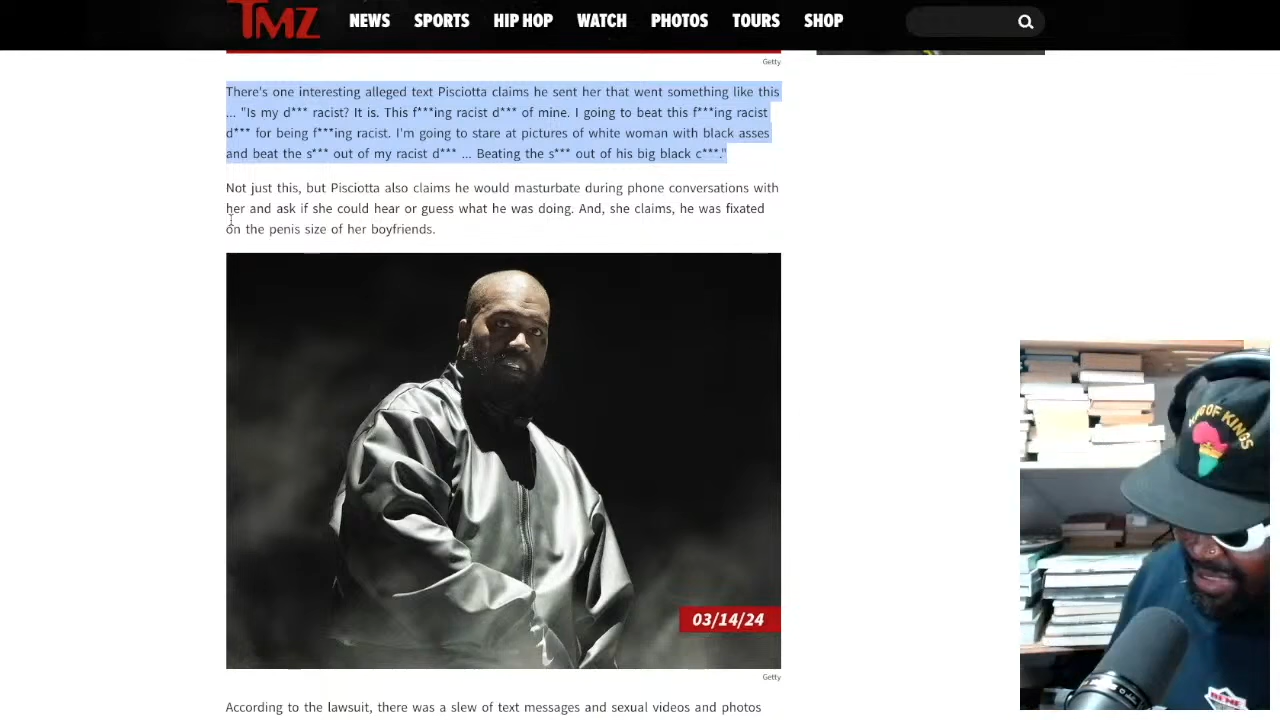 TMZ
NEWS SPORTS HIP HOP WATCH PHOTOS TOURS SHOP
Getty
There's one interesting alleged text Pisciotta claims he sent her that went something like this
... "Is my d*** racist? It is. This f***ing racist d*** of mine. I going to beat this f***ing racist
d*** for being f***ing racist. I'm going to stare at pictures of white woman with black asses
and beat the s*** out of my racist d*** ... Beating the s*** out of his big black c***."
Not just this, but Pisciotta also claims he would masturbate during phone conversations with
her and ask if she could hear or guess what he was doing. And, she claims, he was fixated
on the penis size of her boyfriends.
03/14/24
Getty
According to the lawsuit, there was a slew of text messages and sexual videos and photos
OF KINGS